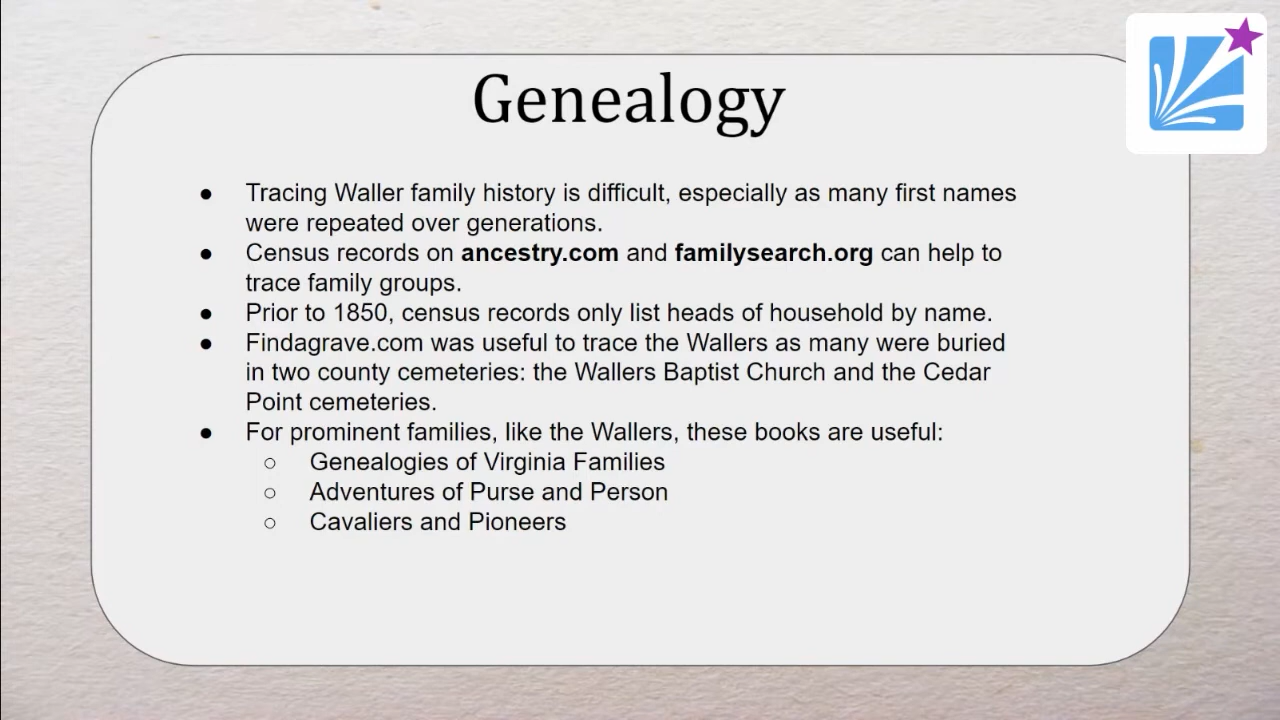 Genealogy
● Tracing Waller family history is difficult, especially as many first names
were repeated over generations.
● Census records on ancestry.com and familysearch.org can help to
trace family groups.
● Prior to 1850, census records only list heads of household by name.
● Findagrave.com was useful to trace the Wallers as many were buried
in two county cemeteries: the Wallers Baptist Church and the Cedar
Point cemeteries.
● For prominent families, like the Wallers, these books are useful:
○ Genealogies of Virginia Families
○ Adventures of Purse and Person
○ Cavaliers and Pioneers